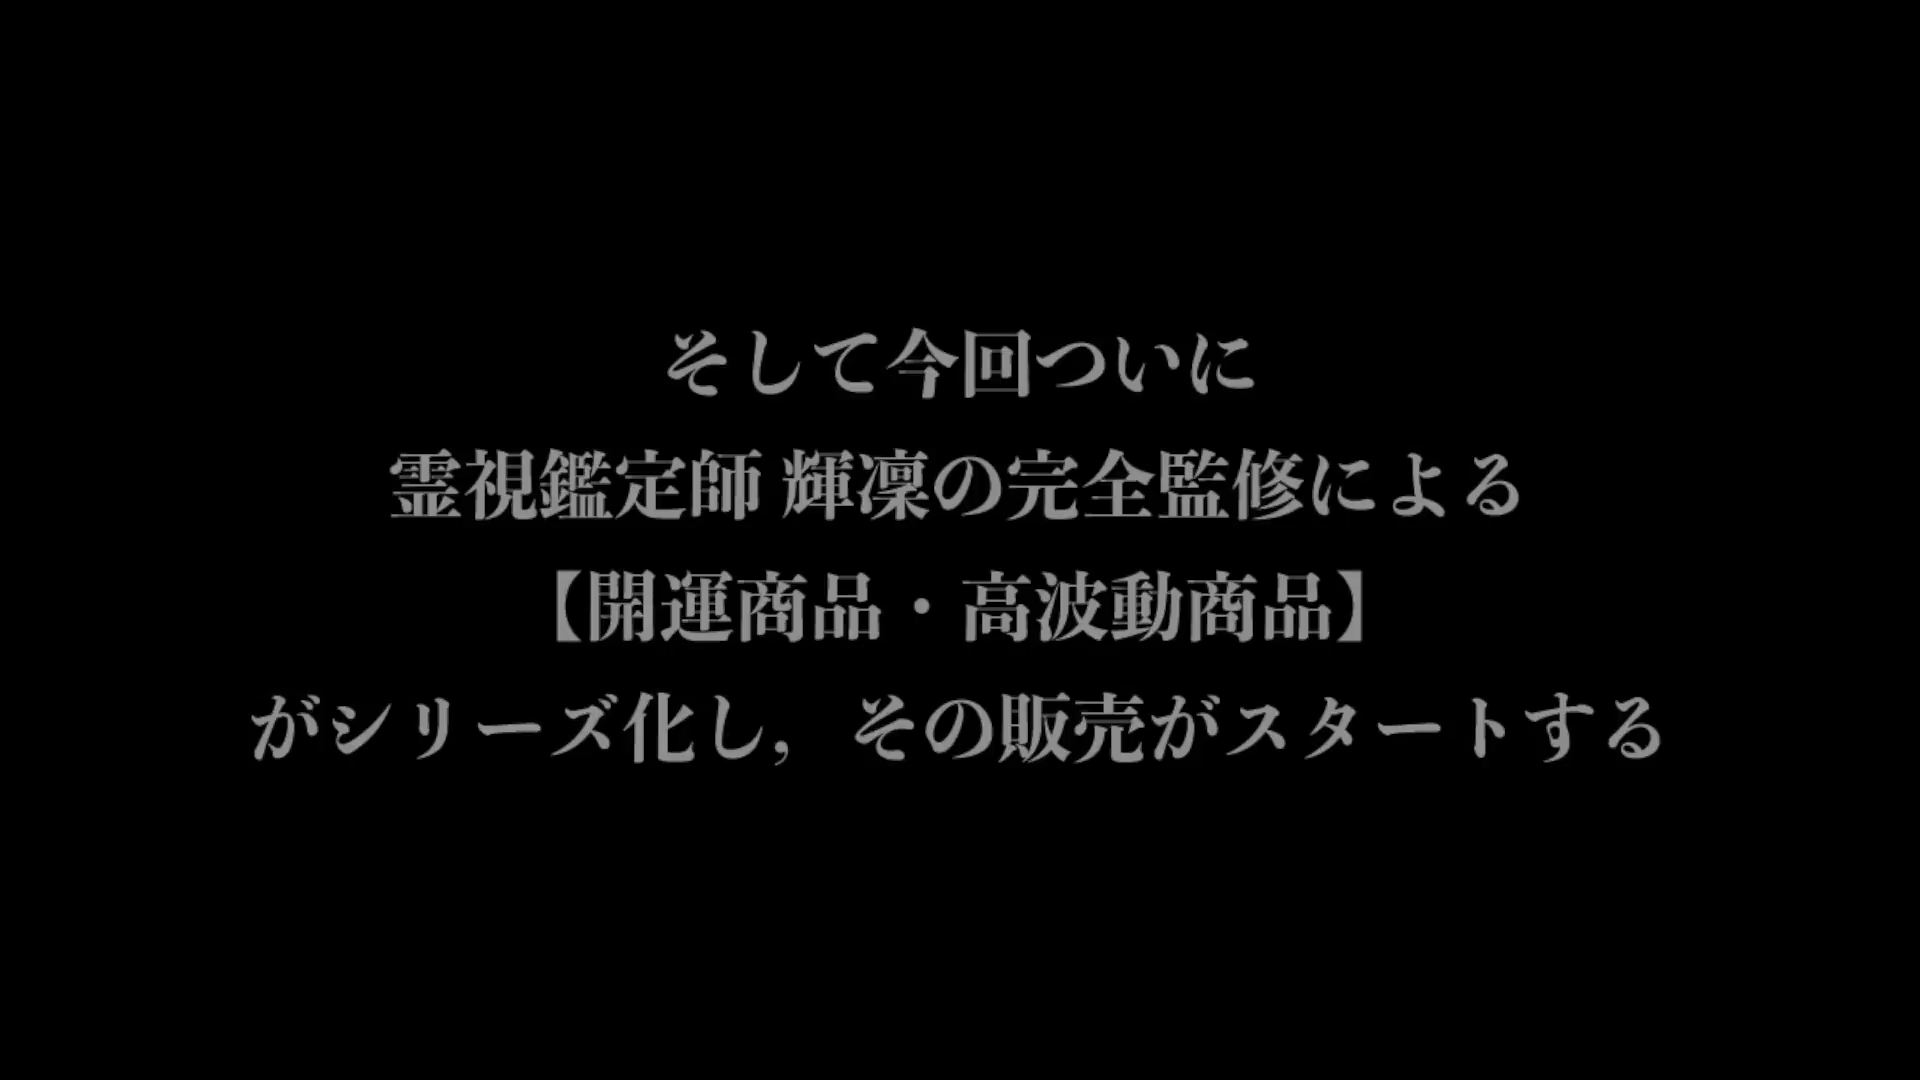 そして今回ついに
霊視鑑定師 輝凜の完全監修による
【開運商品・高波動商品】
がシリーズ化し，その販売がスタートする